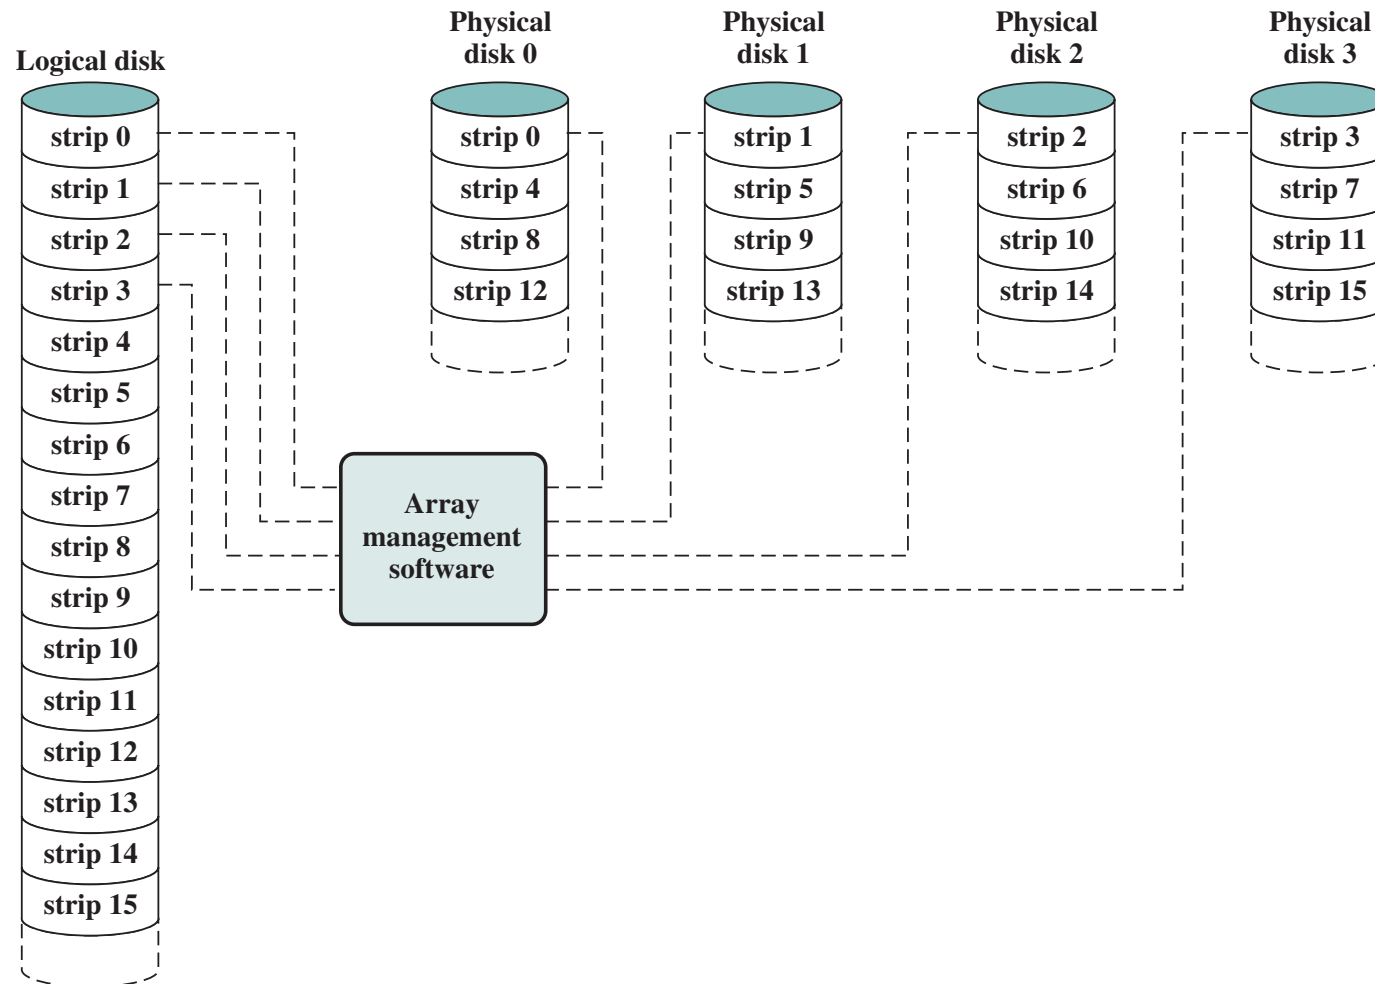 Logical disk
strip 0
strip 1
strip 2
strip 3
strip 4
strip 5
strip 6
strip 7
strip 8
strip 9
strip 10
strip 11
strip 12
strip 13
strip 14
strip 15
Physical
disk 0
strip 0
strip 4
strip 8
strip 12
Physical
disk 1
strip 1
strip 5
strip 9
strip 13
Physical
disk 2
strip 2
strip 6
strip 10
strip 14
Physical
disk 3
strip 3
strip 7
strip 11
strip 15
Array
management
software